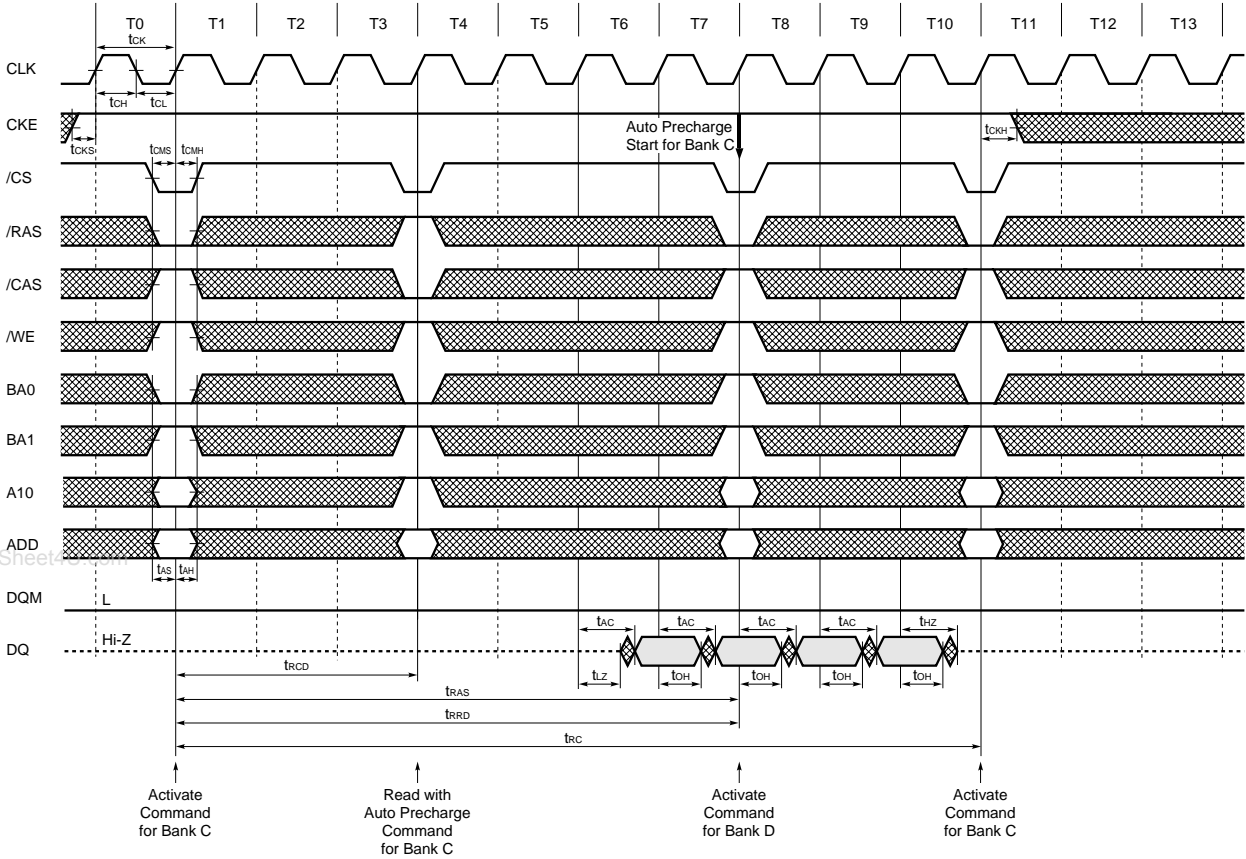 T0 T1 T2 T3 T4 T5 T6 T7 T8 T9 T10 T11 T12 T13
tCK
CLK
tCH tCL
CKE
Auto Precharge
Start for Bank C
tCKH
tCKS tCMS tCMH
/CS
/RAS
/CAS
/WE
BA0
BA1
A10
ADD
Sheet4U.com
tAS tAH
DQM L
DQ Hi-Z
tAC tAC tAC tAC tHZ
tLZ tOH tOH tOH tOH
tRCD
tRAS
tRRD
tRC
Activate
Command
for Bank C
Read with
Auto Precharge
Command
for Bank C
Activate
Command
for Bank D
Activate
Command
for Bank C